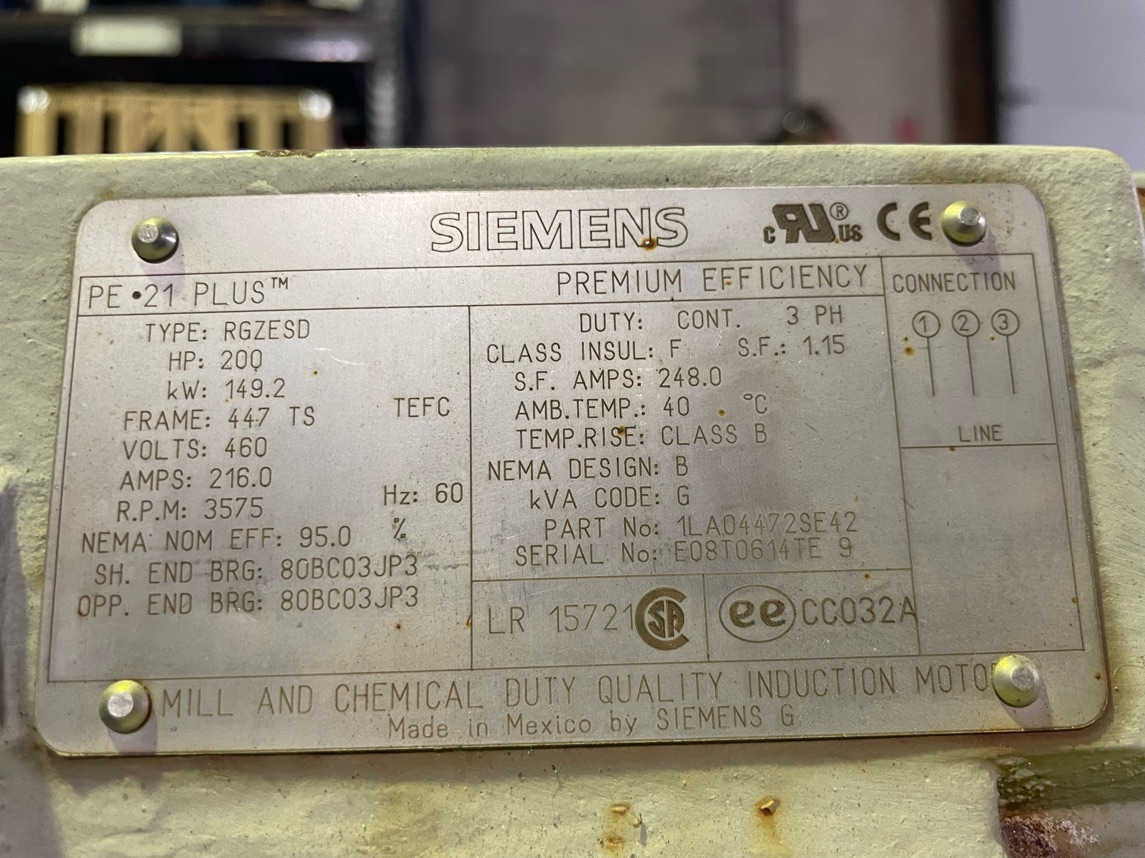 SIEMENS
c RU® US CE
PE•21 PLUS™ PREMIUM EFFICIENCY
TYPE: RGZESD
HP: 200
kW: 149.2
FRAME: 447 TS TEFC
VOLTS: 460
AMPS: 216.0
R.P.M: 3575 Hz: 60
NEMA NOM EFF: 95.0 %
SH. END BRG: 80BC03JP3
OPP. END BRG: 80BC03JP3
DUTY: CONT. 3 PH
CLASS INSUL: F S.F.: 1.15
S.F. AMPS: 248.0
AMB.TEMP.: 40 °C
TEMP.RISE: CLASS B
NEMA DESIGN: B
kVA CODE: G
PART No: 1LA04472SE42
SERIAL No: E08T0614TE 9
LR 15721 SA
ee CC032A
CONNECTION
1 2 3
LINE
MILL AND CHEMICAL DUTY QUALITY INDUCTION MOTO
Made in Mexico by SIEMENS G